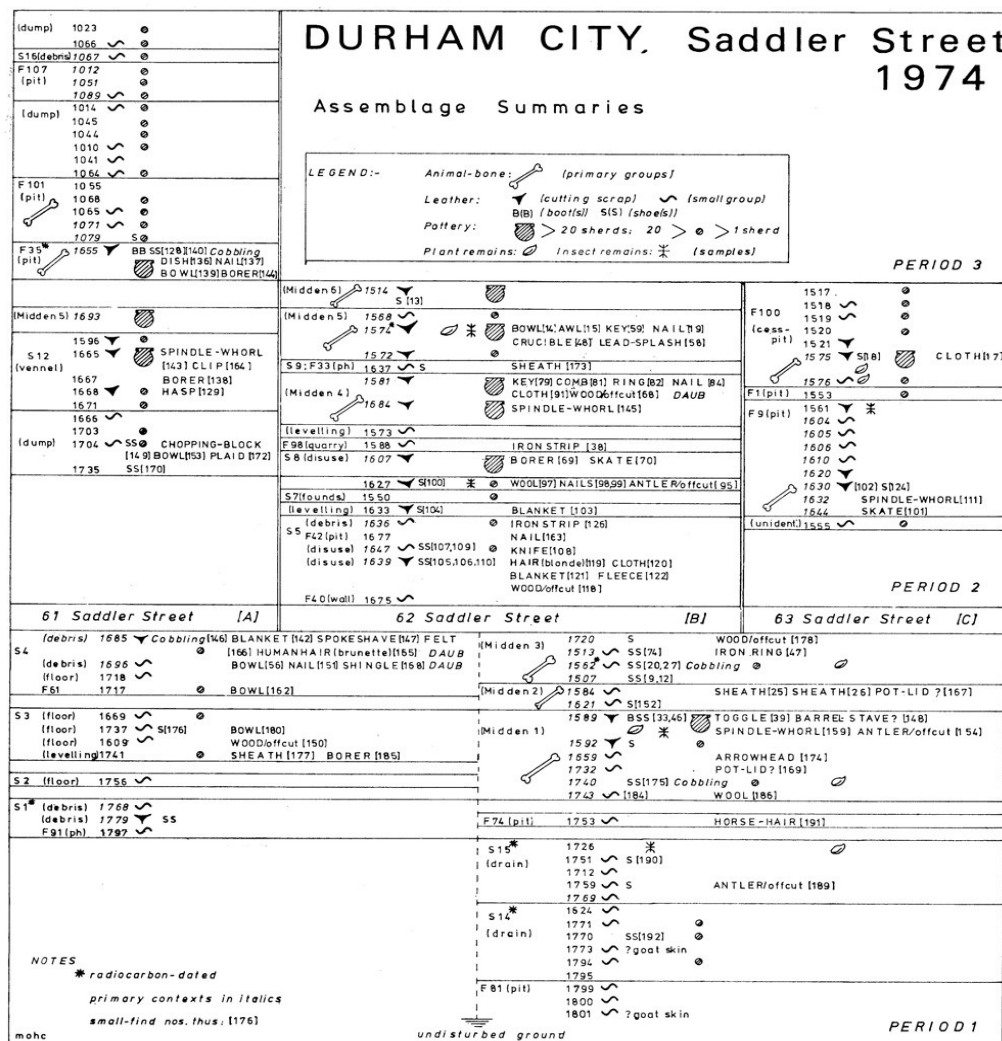 DURHAM CITY, Saddler Street
1974
Assemblage Summaries
LEGEND:- Animal-bone: (primary groups)
Leather: (cutting scrap) (small group)
B(B) (boot(s)) S(S) (shoe(s))
Pottery: > 20 sherds: 20 > > 1 sherd
Plant remains: Insect remains: (samples)
PERIOD 3
(dump) 1023
1066
S16(debris) 1067
F107 1012
(pit) 1051
1089
(dump) 1014
1045
1044
1010
1041
1064
F101 1055
(pit) 1068
1065
1071
1079 S
F35* 1655 BB SS[128][140] Cobbling
(pit) DISH[136] NAIL[137]
BOWL[139] BORER[144]
(Midden 5) 1693
1596
S12 1665 SPINDLE-WHORL
(vennel) [143] CLIP[164]
1667 BORER[138]
1668 HASP[129]
1671
1666
1703
(dump) 1704 SS CHOPPING-BLOCK
[149] BOWL[153] PLAID[172]
1735 SS[170]
61 Saddler Street [A]
(Midden 6) 1514
S[13]
(Midden 5) 1568
1574* BOWL[14] AWL[15] KEY[59] NAIL[19]
CRUCIBLE[48] LEAD-SPLASH[58]
1572
S9:F33(ph) 1637 S SHEATH[173]
1581 KEY[79] COMB[81] RING[82] NAIL[84]
(Midden 4) CLOTH[91] WOOD/offcut[68] DAUB
1684 SPINDLE-WHORL[145]
(levelling) 1573
F98(quarry) 1588 IRON STRIP [38]
S8(disuse) 1607 BORER[69] SKATE[70]
1627 S[100] WOOL[97] NAILS[98,99] ANTLER/offcut[95]
S7(founds) 1550
(levelling) 1633 S[104] BLANKET [103]
S5 (debris) 1636 IRON STRIP [126]
F42(pit) 1677 NAIL[163]
(disuse) 1647 SS[107,109] KNIFE[108]
(disuse) 1639 SS[105,106,110] HAIR(blonde)[119] CLOTH[120]
BLANKET[121] FLEECE[122]
WOOD/offcut [118]
F40(wall) 1675
62 Saddler Street [B]
1517
F100 1518
(cess- 1519
pit) 1520
1521
1575 S[18] CLOTH[17]
1576
F1(pit) 1553
F9(pit) 1561
1604
1605
1606
1610
1620
1630 [102] S[124]
1632 SPINDLE-WHORL[111]
1644 SKATE[101]
(unident.) 1555
PERIOD 2
63 Saddler Street [C]
S4 (debris) 1685 Cobbling[146] BLANKET[142] SPOKESHAVE[147] FELT
[166] HUMANHAIR(brunette)[165] DAUB
(debris) 1696 BOWL[56] NAIL[151] SHINGLE[168] DAUB
(floor) 1718
F61 1717 BOWL[162]
S3 (floor) 1669
(floor) 1737 S[176] BOWL[180]
(floor) 1609 WOOD/offcut [150]
(levelling) 1741 SHEATH [177] BORER[185]
S2 (floor) 1756
S1* (debris) 1768
(debris) 1779 SS
F91(ph) 1797
(Midden 3) 1720 S WOOD/offcut [178]
1513 SS[74] IRON RING[47]
1562* SS[20,27] Cobbling
1507 SS[9,12]
(Midden 2) 1584 SHEATH[25] SHEATH[26] POT-LID ?[167]
1621 S[152]
1589 BSS[33,46] TOGGLE[39] BARREL STAVE? [148]
(Midden 1) SPINDLE-WHORL[159] ANTLER/offcut[154]
1592 S
1659 ARROWHEAD [174]
1732 POT-LID? [169]
1740 SS[175] Cobbling
1743 [184] WOOL [186]
F74 (pit) 1753 HORSE-HAIR[191]
S15* 1726
(drain) 1751 S[190]
1712
1759 S ANTLER/offcut [189]
1769
S14* 1624
1771
(drain) 1770 SS[192]
1773 ?goat skin
1794
1795
F81 (pit) 1799
1800
1801 ?goat skin
NOTES
* radiocarbon-dated
primary contexts in italics
small-find nos. thus: [176]
mohc
undisturbed ground
PERIOD 1